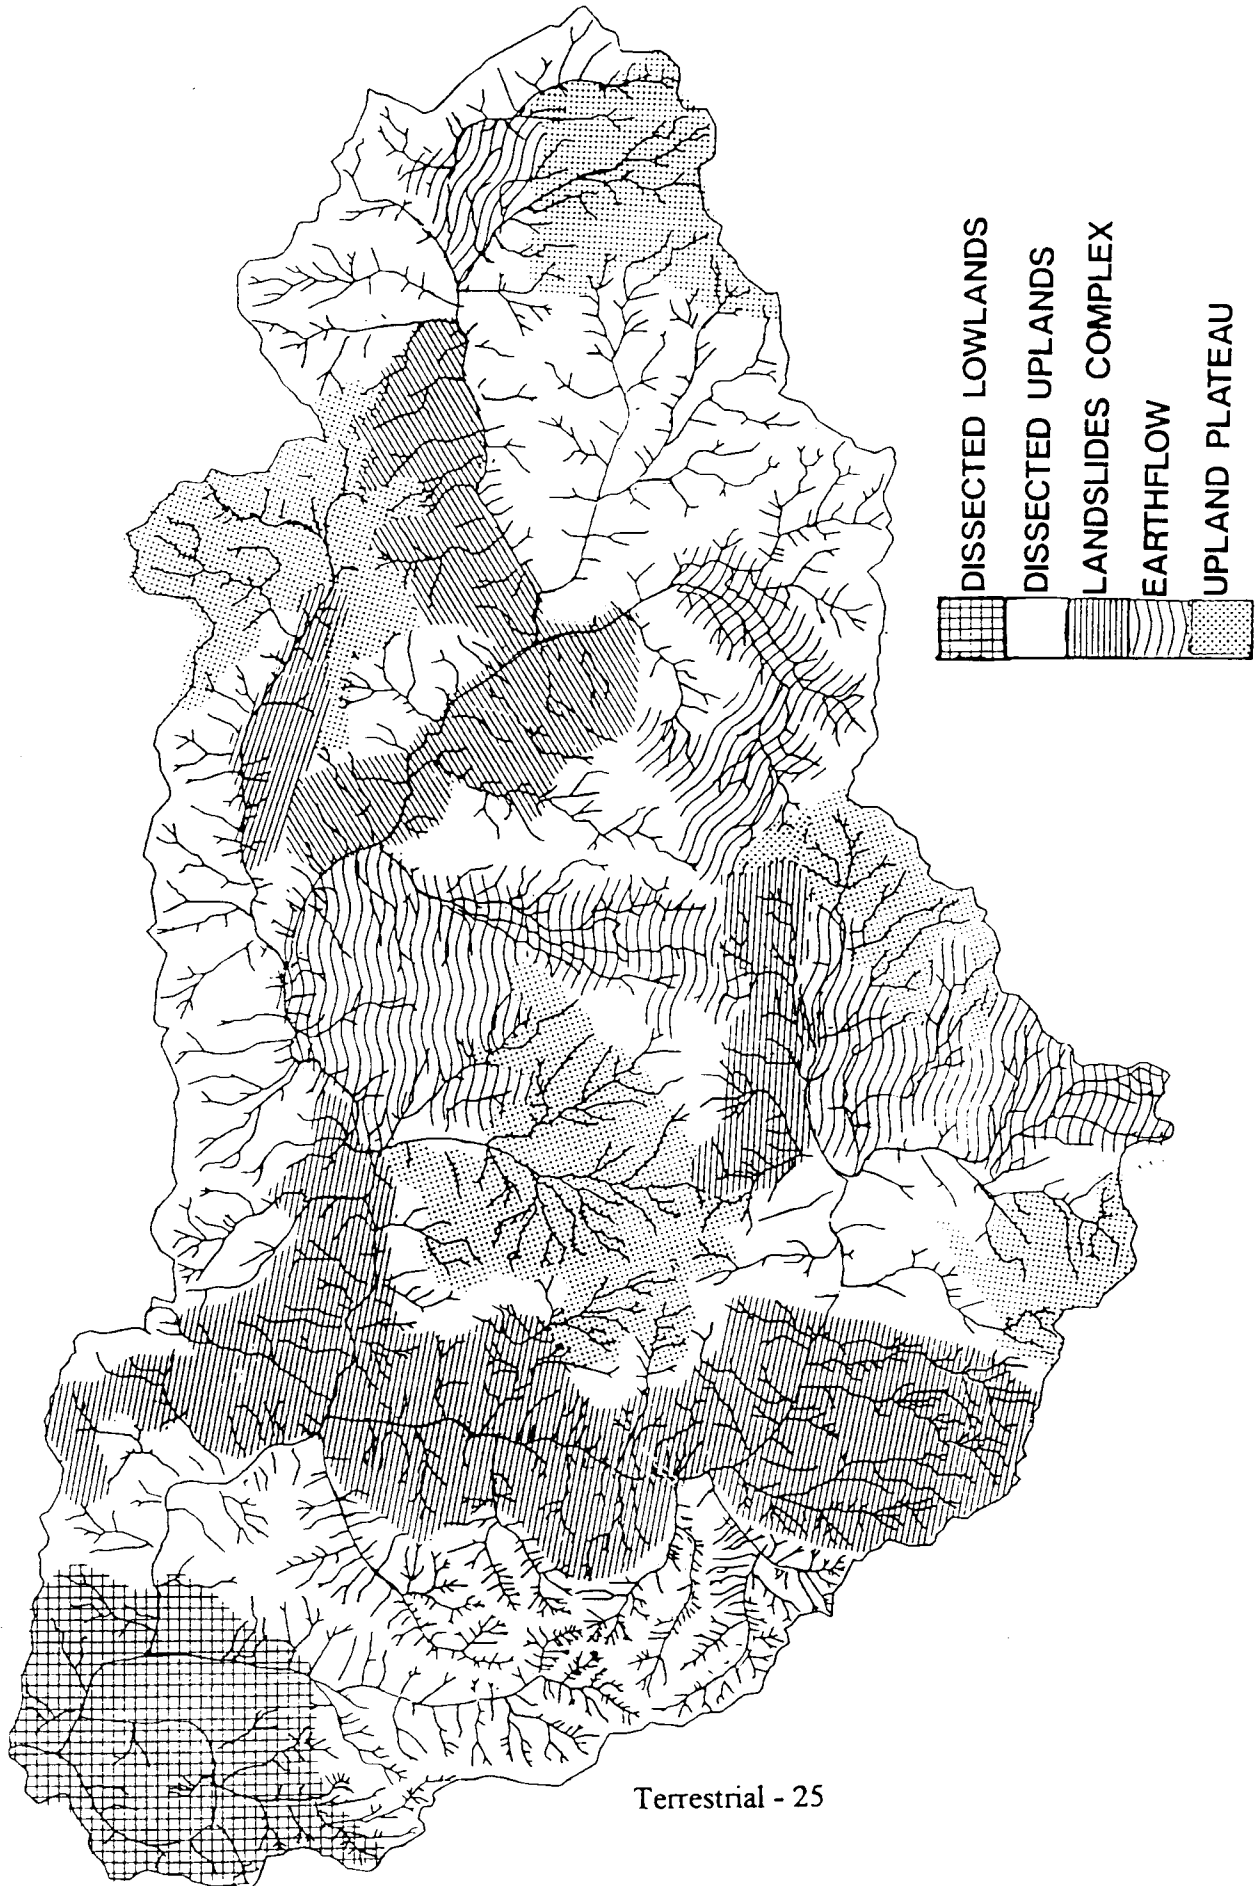 DISSECTED LOWLANDS
DISSECTED UPLANDS
LANDSLIDES COMPLEX
EARTHFLOW
UPLAND PLATEAU
Terrestrial - 25